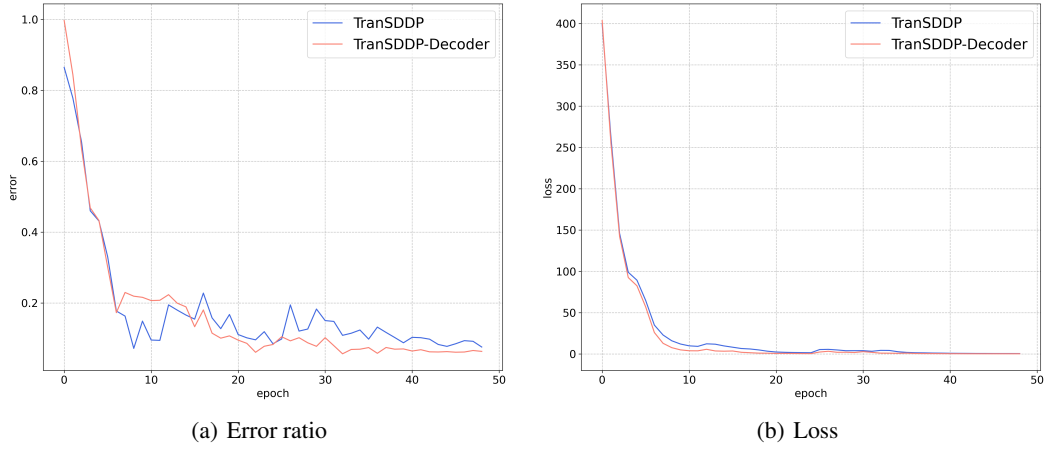 TranSDDP
TranSDDP-Decoder
1.0
0.8
0.6
0.4
0.2
error
0
10
20
30
40
50
epoch
(a) Error ratio
TranSDDP
TranSDDP-Decoder
400
350
300
250
200
150
100
50
0
loss
0
10
20
30
40
50
epoch
(b) Loss